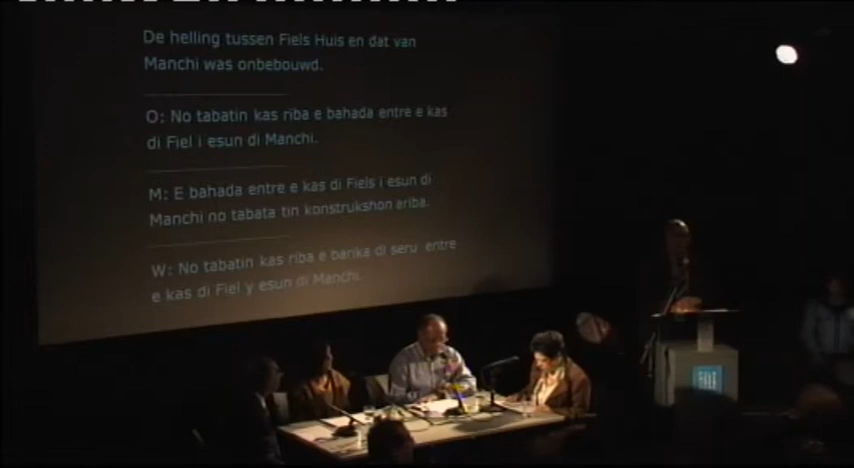 De helling tussen Fiels Huis en dat van
Manchi was onbebouwd.
O: No tabatin kas riba e bahada entre e kas
di Fiel i esun di Manchi.
M: E bahada entre e kas di Fiels i esun di
Manchi no tabata tin konstrukshon ariba.
W: No tabatin kas riba e barika di seru entre
e kas di Fiel y esun di Manchi.